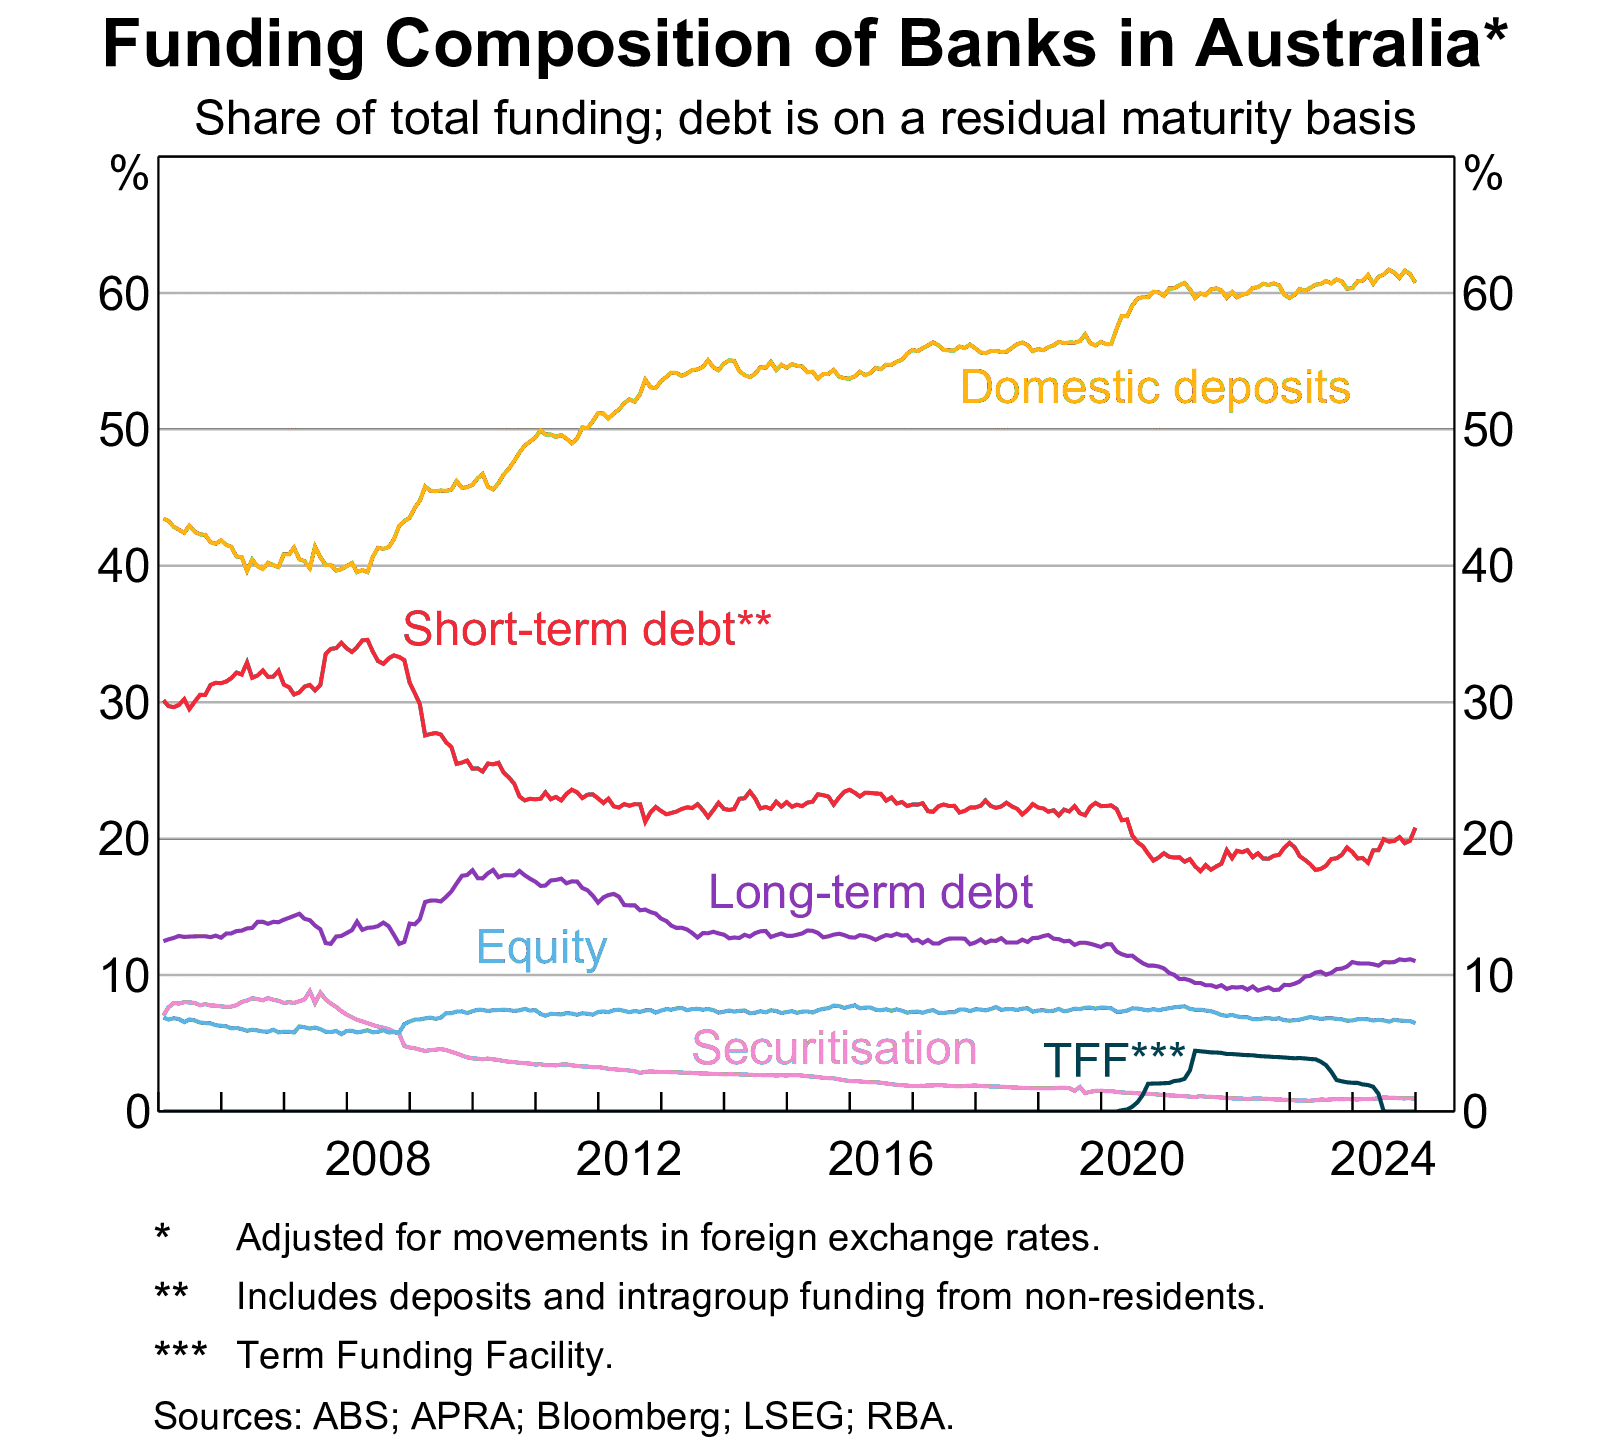 Funding Composition of Banks in Australia*
Share of total funding; debt is on a residual maturity basis
% %
60 60
Domestic deposits
50 50
40 40
Short-term debt**
30 30
20 20
Long-term debt
Equity
10 10
Securitisation
TFF***
0 0
2008 2012 2016 2020 2024
* Adjusted for movements in foreign exchange rates.
** Includes deposits and intragroup funding from non-residents.
*** Term Funding Facility.
Sources: ABS; APRA; Bloomberg; LSEG; RBA.